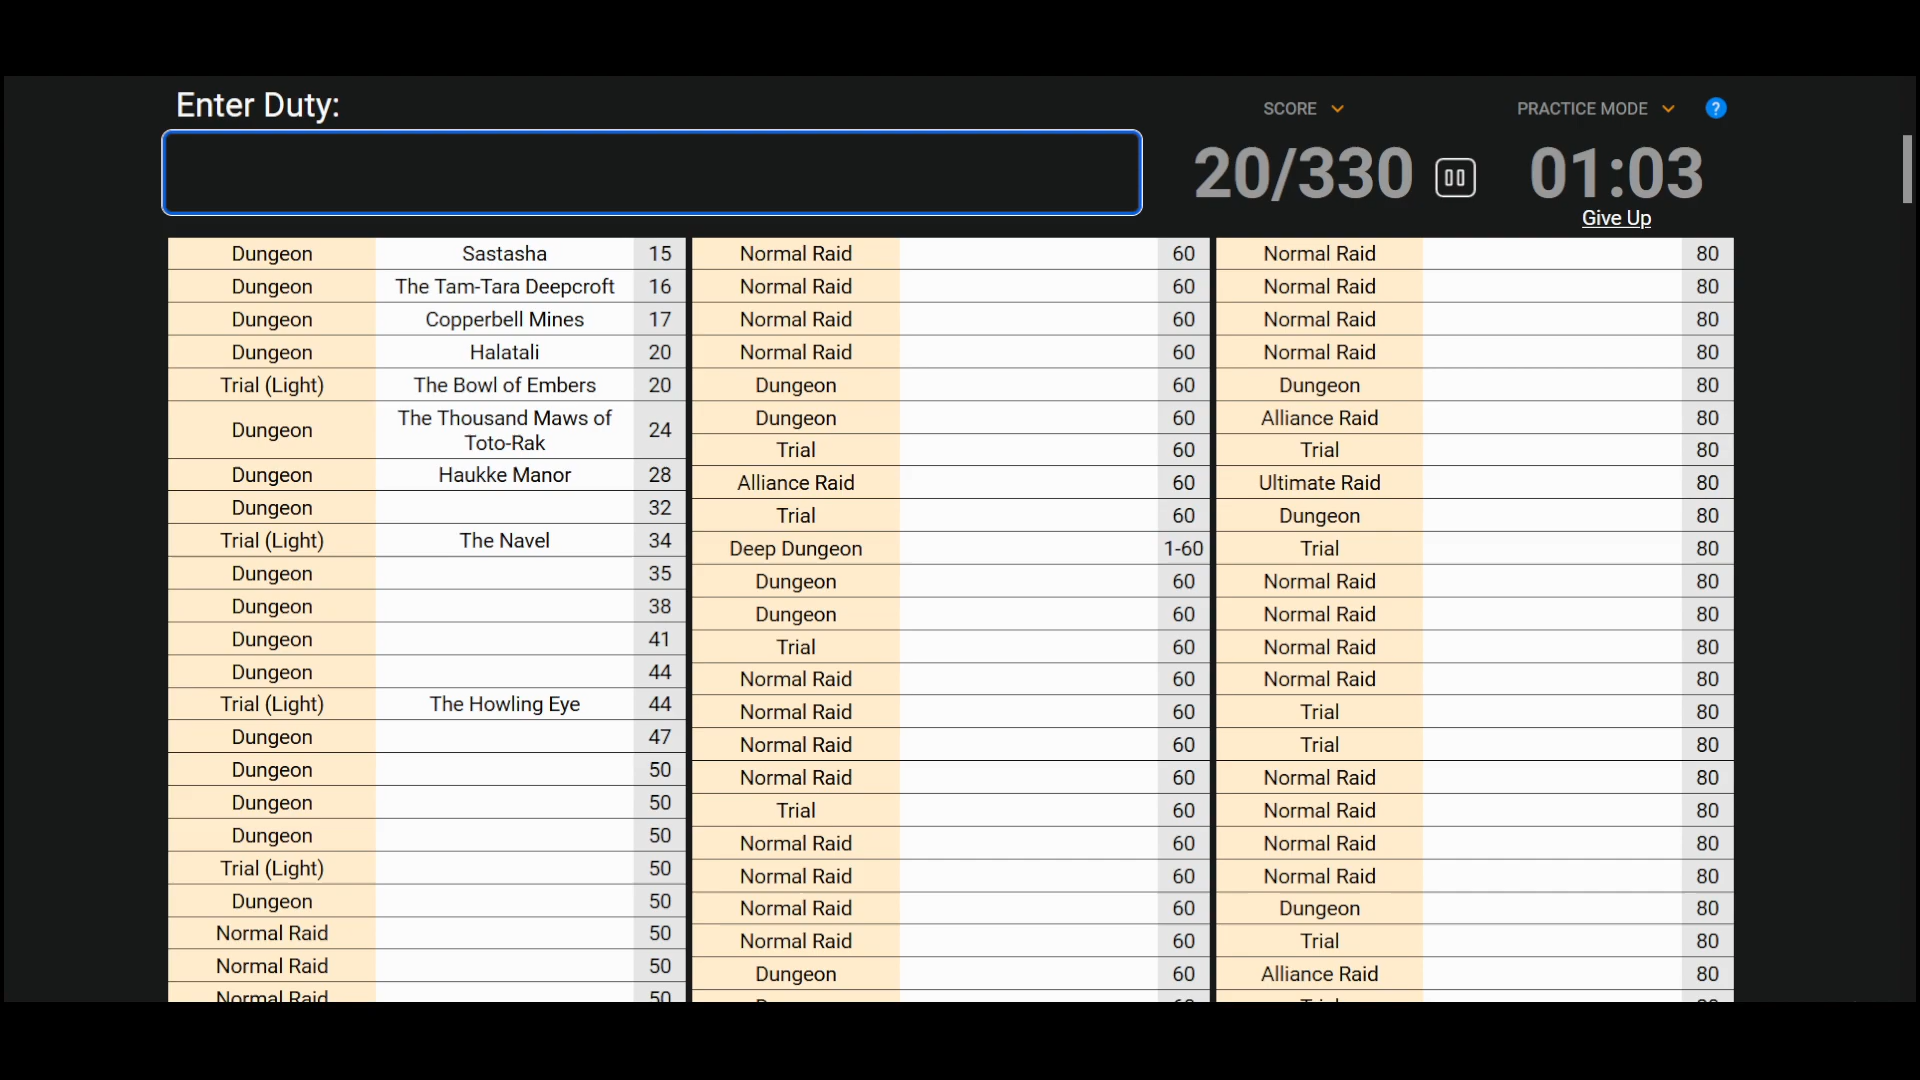 Enter Duty:
SCORE
PRACTICE MODE
?
20/330
01:03
Give Up
Dungeon Sastasha 15
Dungeon The Tam-Tara Deepcroft 16
Dungeon Copperbell Mines 17
Dungeon Halatali 20
Trial (Light) The Bowl of Embers 20
Dungeon The Thousand Maws of
Toto-Rak 24
Dungeon Haukke Manor 28
Dungeon 32
Trial (Light) The Navel 34
Dungeon 35
Dungeon 38
Dungeon 41
Dungeon 44
Trial (Light) The Howling Eye 44
Dungeon 47
Dungeon 50
Dungeon 50
Dungeon 50
Trial (Light) 50
Dungeon 50
Normal Raid 50
Normal Raid 50
Normal Raid 50
Normal Raid 60
Normal Raid 60
Normal Raid 60
Normal Raid 60
Dungeon 60
Dungeon 60
Trial 60
Alliance Raid 60
Trial 60
Deep Dungeon 1-60
Dungeon 60
Dungeon 60
Trial 60
Normal Raid 60
Normal Raid 60
Normal Raid 60
Normal Raid 60
Trial 60
Normal Raid 60
Normal Raid 60
Normal Raid 60
Normal Raid 60
Dungeon 60
Normal Raid 80
Normal Raid 80
Normal Raid 80
Normal Raid 80
Dungeon 80
Alliance Raid 80
Trial 80
Ultimate Raid 80
Dungeon 80
Trial 80
Normal Raid 80
Normal Raid 80
Normal Raid 80
Normal Raid 80
Trial 80
Trial 80
Normal Raid 80
Normal Raid 80
Normal Raid 80
Normal Raid 80
Dungeon 80
Trial 80
Alliance Raid 80